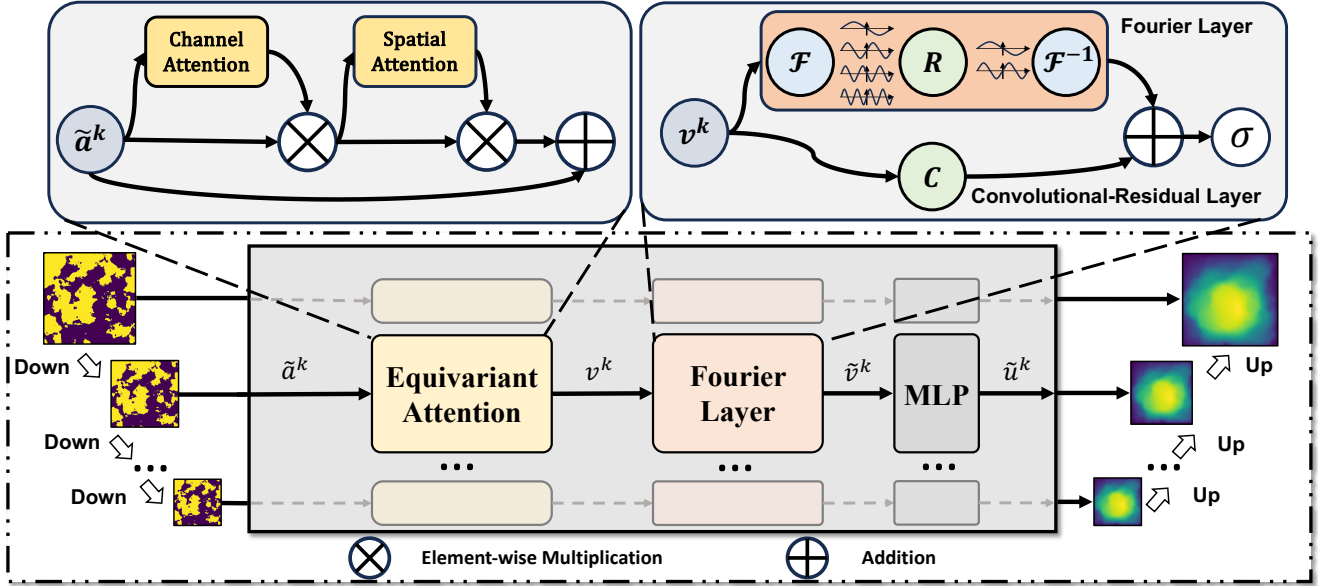 Channel
Attention
Spatial
Attention
ã^k
Fourier Layer
ℱ
R
ℱ^{-1}
v^k
C
σ
Convolutional-Residual Layer
Down
Down
...
Down
ã^k
Equivariant
Attention
v^k
Fourier
Layer
ṽ^k
MLP
ũ^k
...
...
...
Up
Up
...
Up
Element-wise Multiplication
Addition